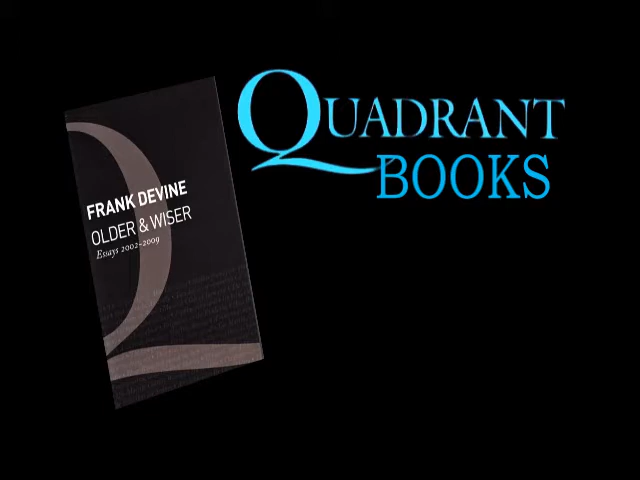 QUADRANT
BOOKS
FRANK DEVINE
OLDER & WISER
Essays 2002-2009